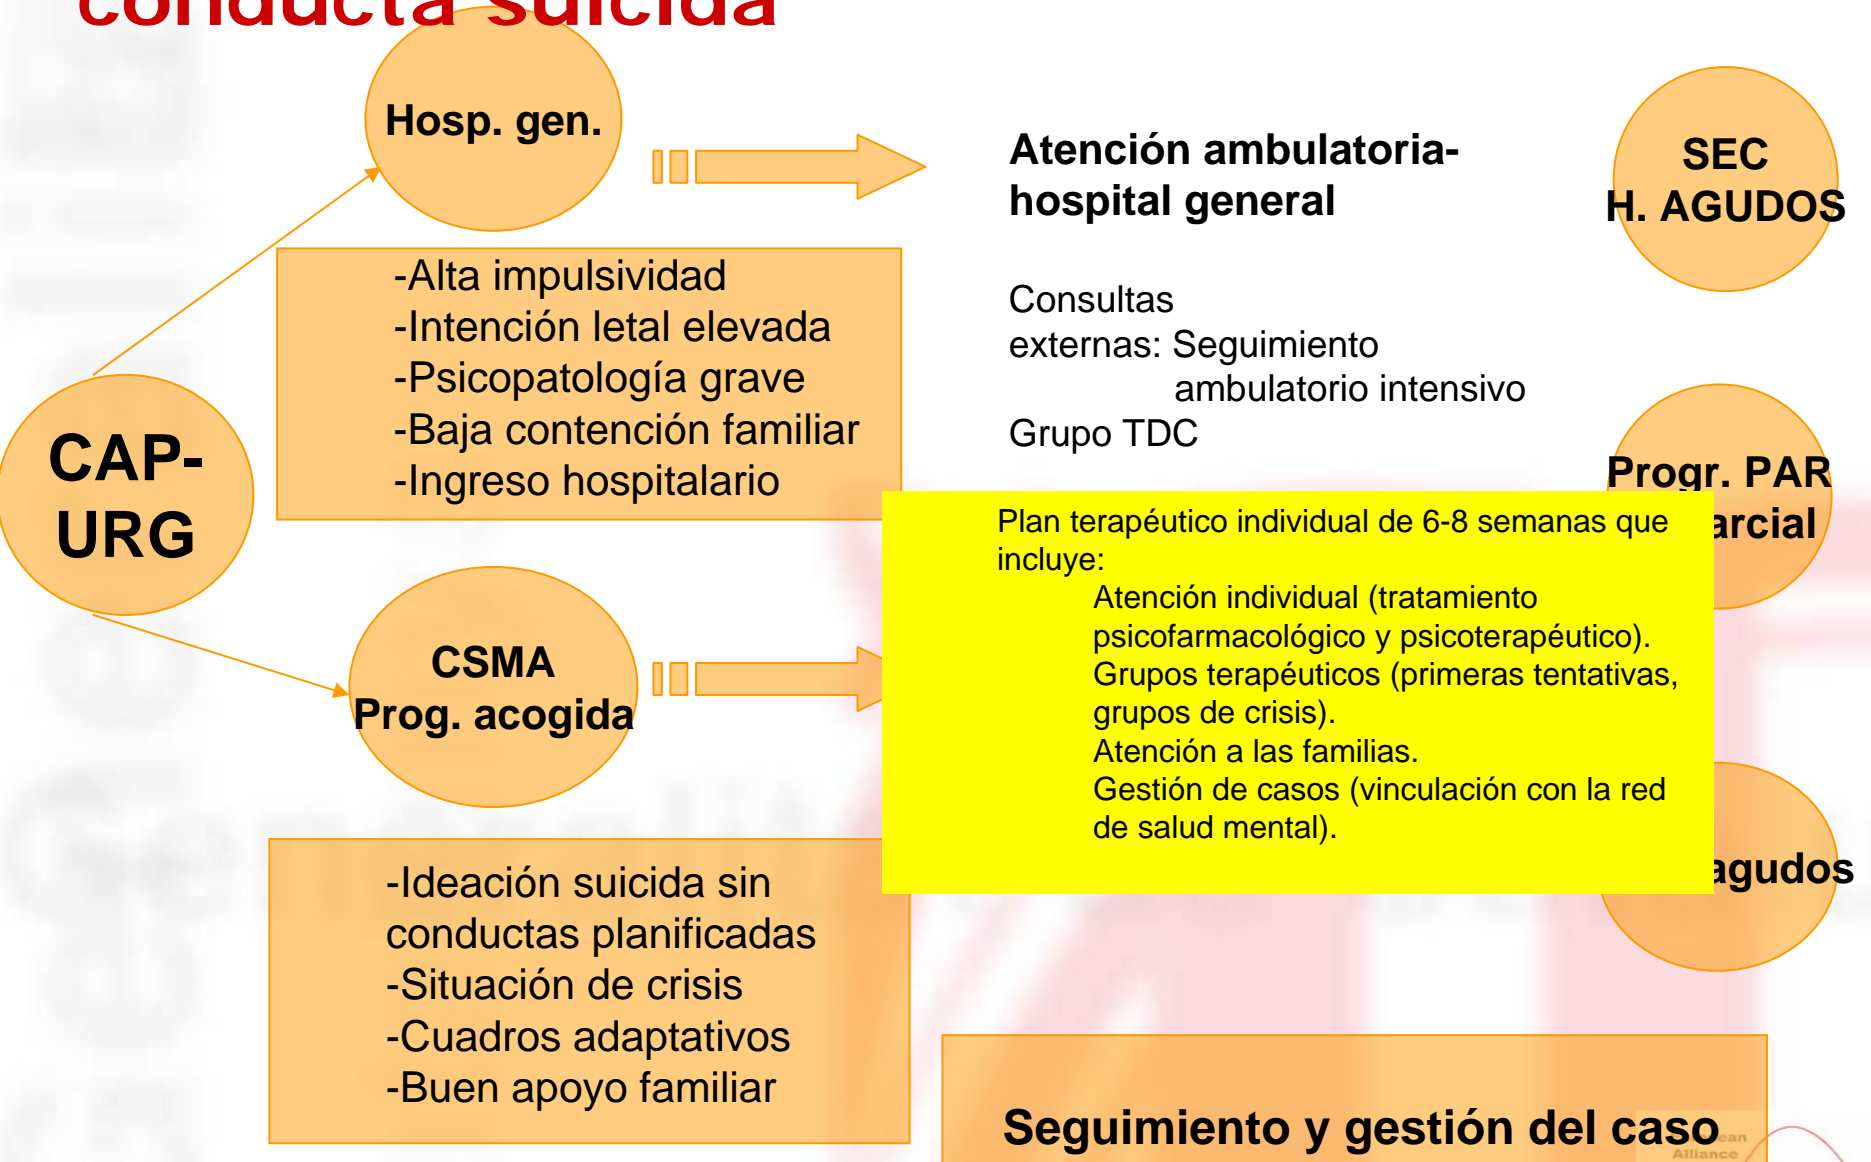 conducta suicida
Hosp. gen.
-Alta impulsividad
-Intención letal elevada
-Psicopatología grave
-Baja contención familiar
-Ingreso hospitalario
CAP-
URG
CSMA
Prog. acogida
-Ideación suicida sin
conductas planificadas
-Situación de crisis
-Cuadros adaptativos
-Buen apoyo familiar
Atención ambulatoria-
hospital general
Consultas
externas: Seguimiento
ambulatorio intensivo
Grupo TDC
Plan terapéutico individual de 6-8 semanas que
incluye:
Atención individual (tratamiento
psicofarmacológico y psicoterapéutico).
Grupos terapéuticos (primeras tentativas,
grupos de crisis).
Atención a las familias.
Gestión de casos (vinculación con la red
de salud mental).
SEC
H. AGUDOS
Progr. PAR
arcial
agudos
Seguimiento y gestión del caso
Alliance